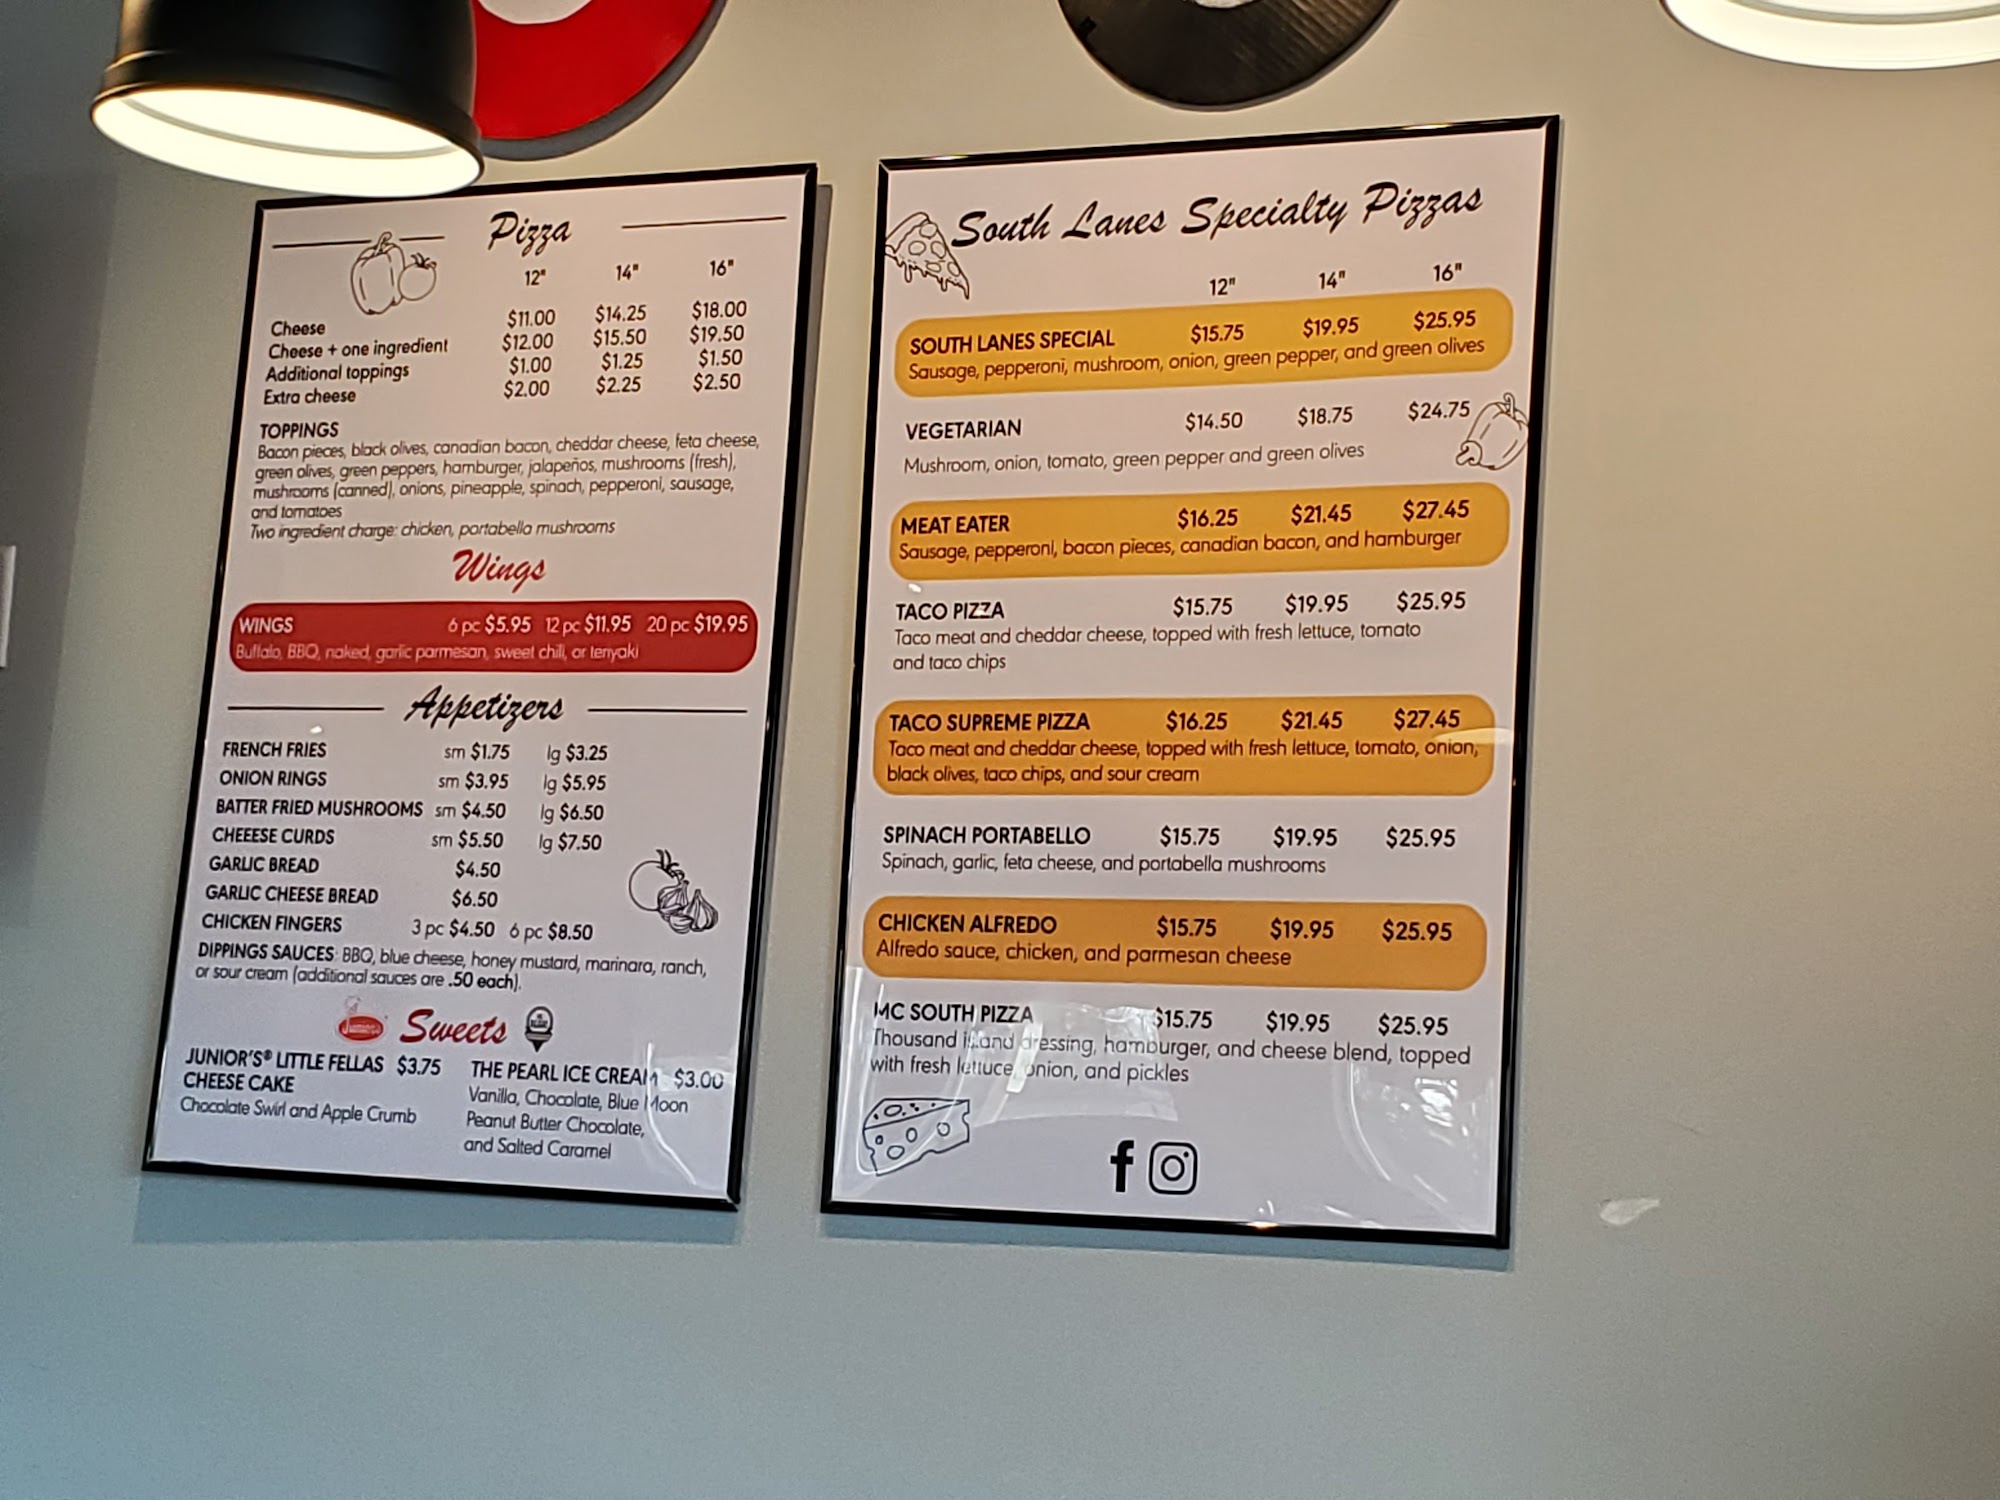 Pizza
12" 14" 16"
Cheese $11.00 $14.25 $18.00
Cheese + one ingredient $12.00 $15.50 $19.50
Additional toppings $1.00 $1.25 $1.50
Extra cheese $2.00 $2.25 $2.50
TOPPINGS
Bacon pieces, black olives, canadian bacon, cheddar cheese, feta cheese,
green olives, green peppers, hamburger, jalapeños, mushrooms (fresh),
mushrooms (canned), onions, pineapple, spinach, pepperoni, sausage,
and tomatoes
Two ingredient charge: chicken, portabella mushrooms
Wings
WINGS 6 pc $5.95 12 pc $11.95 20 pc $19.95
Buffalo, BBQ, naked, garlic parmesan, sweet chili, or teriyaki
Appetizers
FRENCH FRIES sm $1.75 lg $3.25
ONION RINGS sm $3.95 lg $5.95
BATTER FRIED MUSHROOMS sm $4.50 lg $6.50
CHEEESE CURDS sm $5.50 lg $7.50
GARLIC BREAD $4.50
GARLIC CHEESE BREAD $6.50
CHICKEN FINGERS 3 pc $4.50 6 pc $8.50
DIPPINGS SAUCES: BBQ, blue cheese, honey mustard, marinara, ranch,
or sour cream (additional sauces are .50 each).
Junior's Sweets
JUNIOR'S® LITTLE FELLAS $3.75
CHEESE CAKE
Chocolate Swirl and Apple Crumb
THE PEARL ICE CREAM $3.00
Vanilla, Chocolate, Blue Moon
Peanut Butter Chocolate,
and Salted Caramel
South Lanes Specialty Pizzas
12" 14" 16"
SOUTH LANES SPECIAL $15.75 $19.95 $25.95
Sausage, pepperoni, mushroom, onion, green pepper, and green olives
VEGETARIAN $14.50 $18.75 $24.75
Mushroom, onion, tomato, green pepper and green olives
MEAT EATER $16.25 $21.45 $27.45
Sausage, pepperoni, bacon pieces, canadian bacon, and hamburger
TACO PIZZA $15.75 $19.95 $25.95
Taco meat and cheddar cheese, topped with fresh lettuce, tomato
and taco chips
TACO SUPREME PIZZA $16.25 $21.45 $27.45
Taco meat and cheddar cheese, topped with fresh lettuce, tomato, onion,
black olives, taco chips, and sour cream
SPINACH PORTABELLO $15.75 $19.95 $25.95
Spinach, garlic, feta cheese, and portabella mushrooms
CHICKEN ALFREDO $15.75 $19.95 $25.95
Alfredo sauce, chicken, and parmesan cheese
MC SOUTH PIZZA $15.75 $19.95 $25.95
Thousand island dressing, hamburger, and cheese blend, topped
with fresh lettuce, onion, and pickles